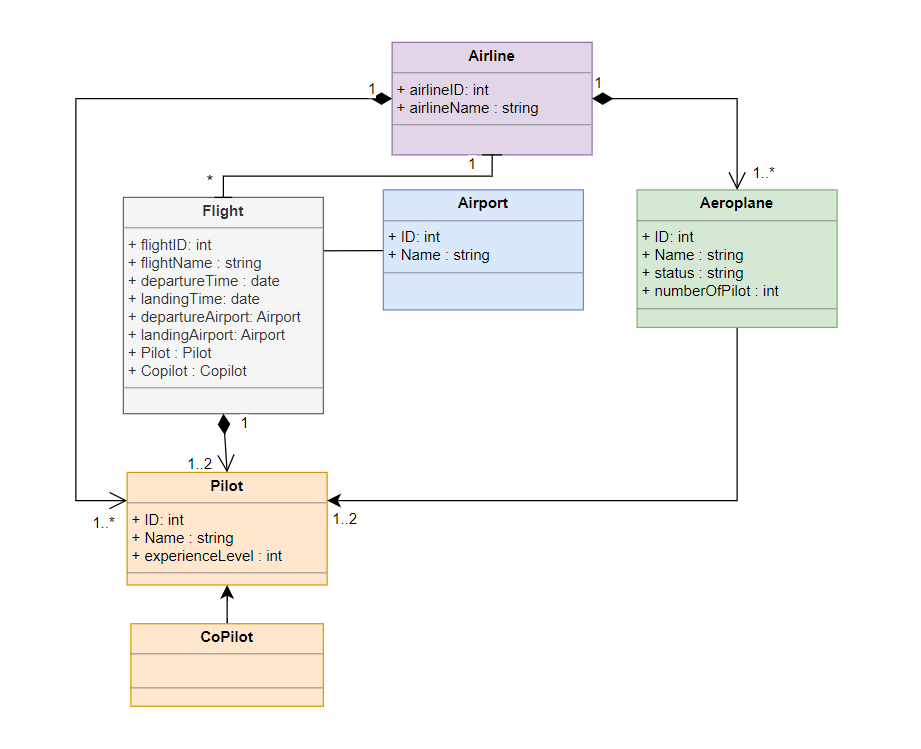 Airline
+ airlineID: int
+ airlineName : string
1
1
1
*
1..*
Flight
+ flightID: int
+ flightName : string
+ departureTime : date
+ landingTime: date
+ departureAirport: Airport
+ landingAirport: Airport
+ Pilot : Pilot
+ Copilot : Copilot
Airport
+ ID: int
+ Name : string
Aeroplane
+ ID: int
+ Name : string
+ status : string
+ numberOfPilot : int
1
1..2
1..*
1..2
Pilot
+ ID: int
+ Name : string
+ experienceLevel : int
CoPilot